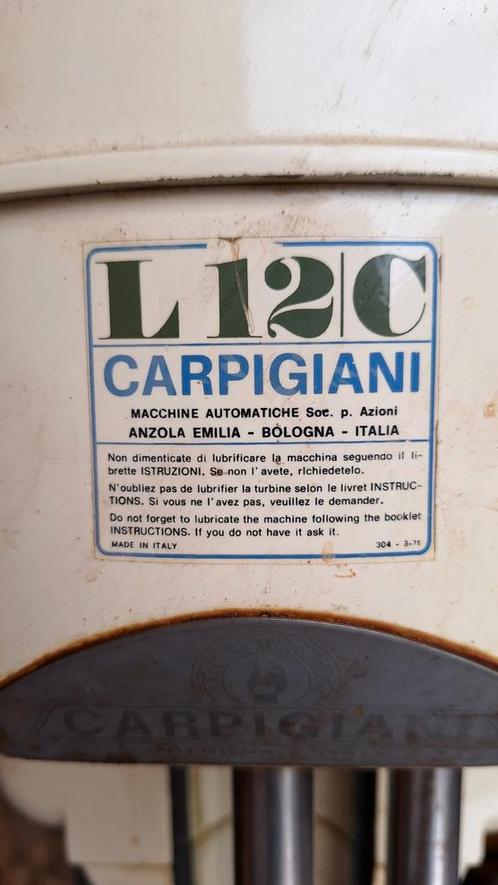 L 12/C
CARPIGIANI
MACCHINE AUTOMATICHE Soc. p. Azioni
ANZOLA EMILIA - BOLOGNA - ITALIA
Non dimenticate di lubrificare la macchina seguendo il li-
brette ISTRUZIONI. Se non l'avete, richiedetelo.
N'oubliez pas de lubrifier la turbine selon le livret INSTRUC-
TIONS. Si vous ne l'avez pas, veuillez le demander.
Do not forget to lubricate the machine following the booklet
INSTRUCTIONS. If you do not have it ask it.
MADE IN ITALY 304 - 3-71
CARPIGIANI